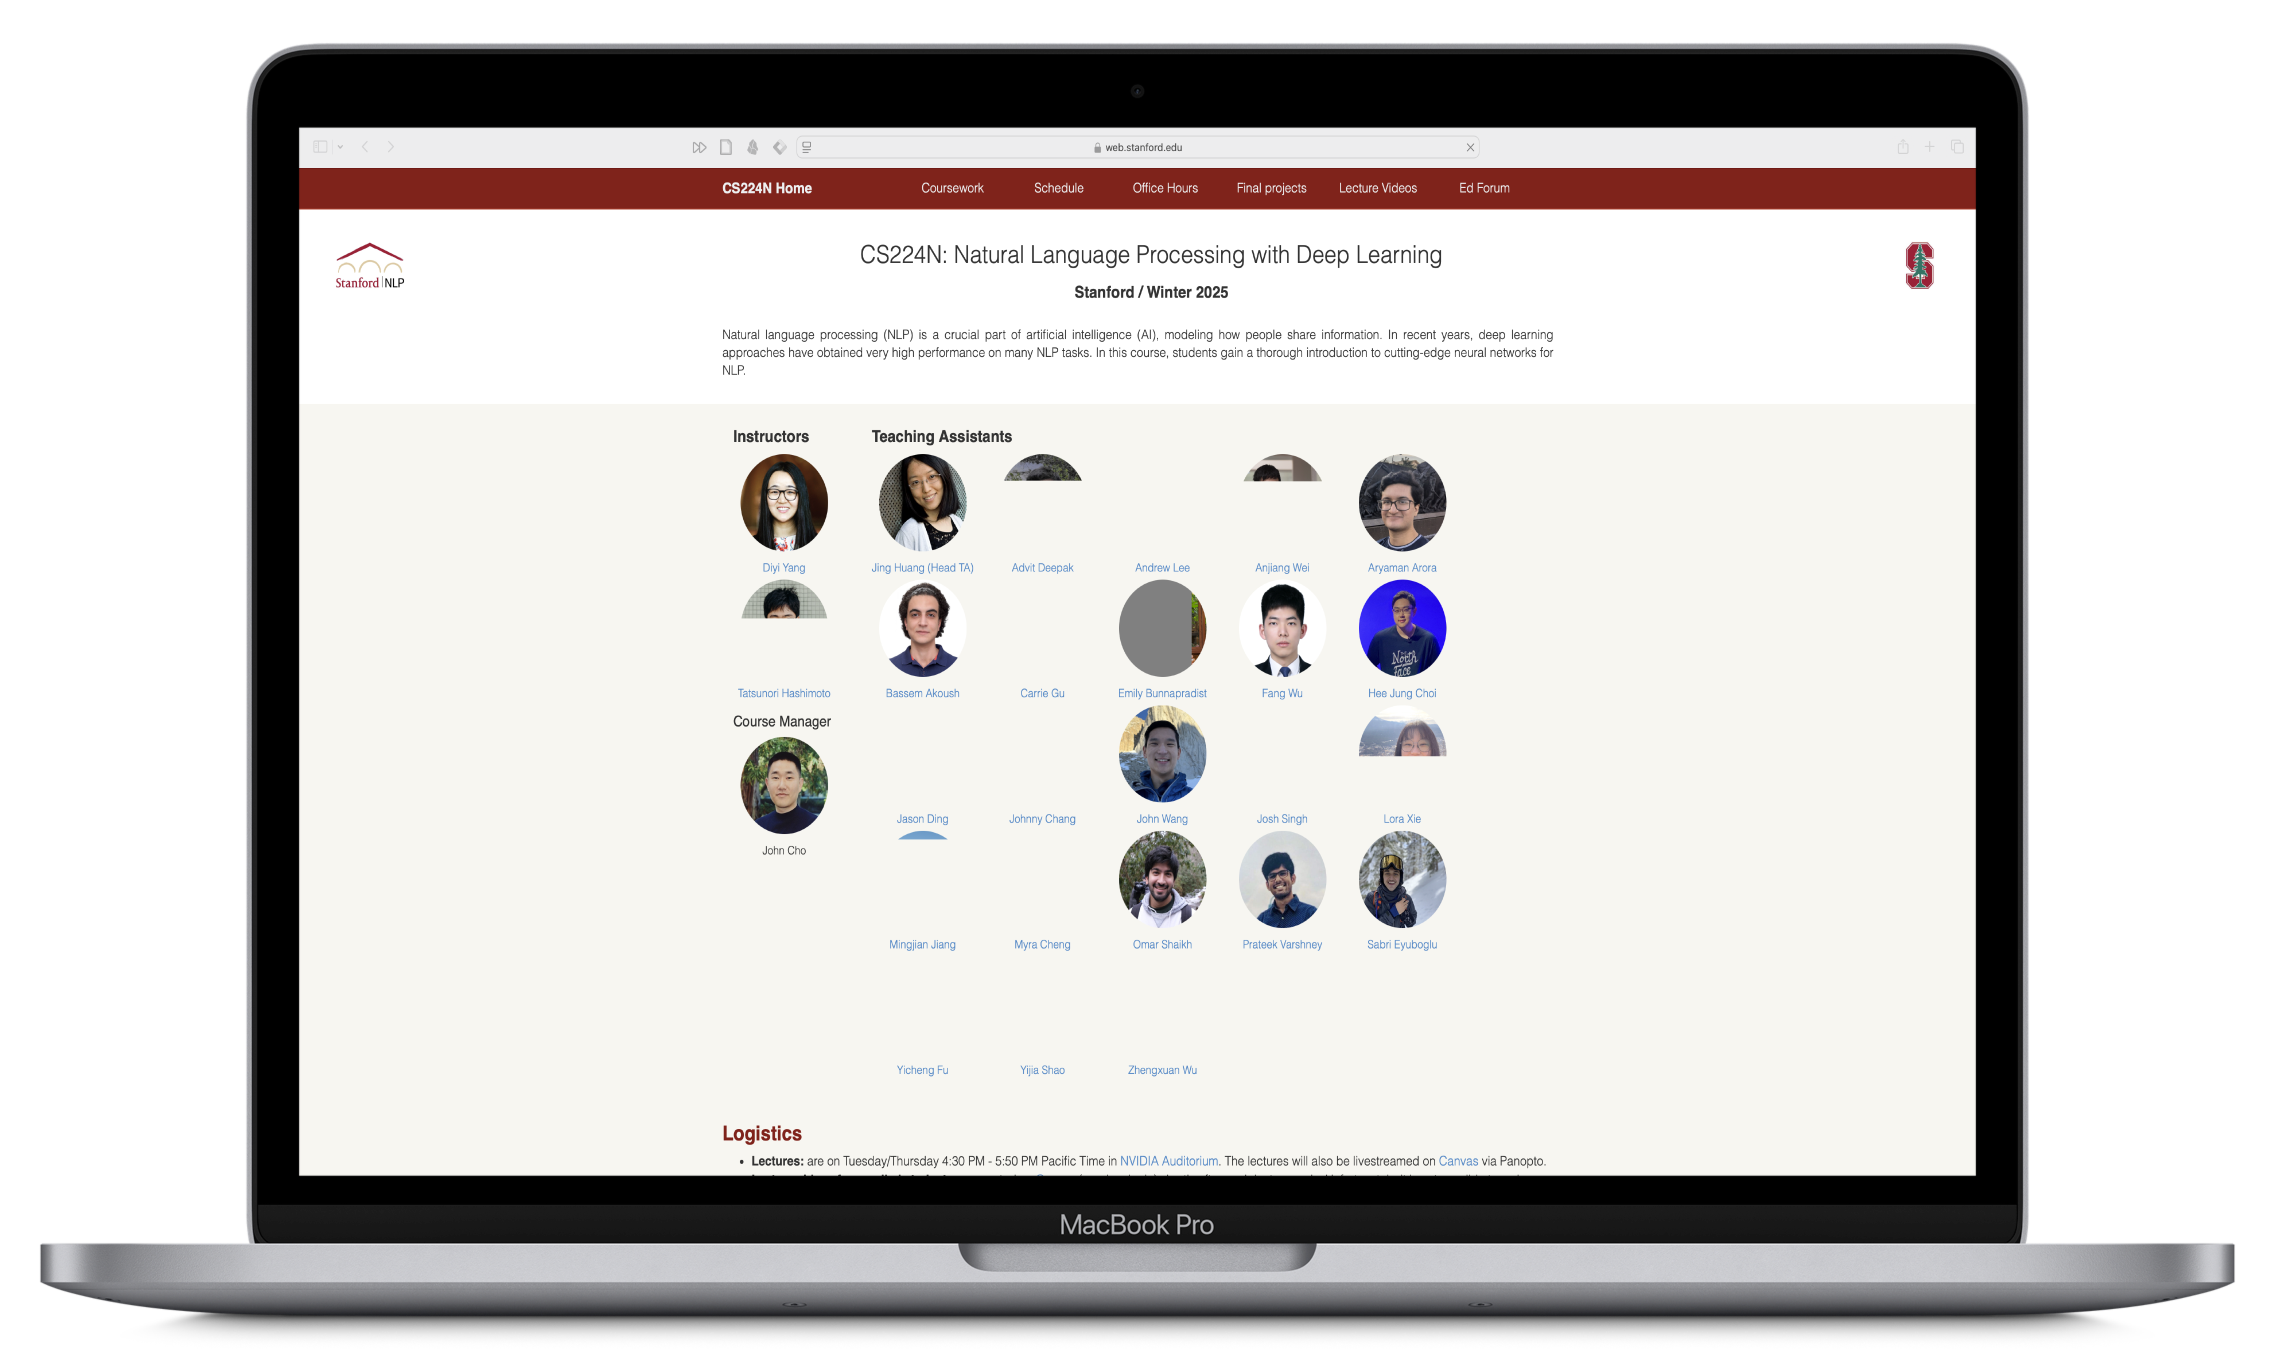 web.stanford.edu
CS224N Home Coursework Schedule Office Hours Final projects Lecture Videos Ed Forum
Stanford NLP
CS224N: Natural Language Processing with Deep Learning
Stanford / Winter 2025
Natural language processing (NLP) is a crucial part of artificial intelligence (AI), modeling how people share information. In recent years, deep learning
approaches have obtained very high performance on many NLP tasks. In this course, students gain a thorough introduction to cutting-edge neural networks for
NLP.
Instructors Teaching Assistants
Diyi Yang Jing Huang (Head TA) Advit Deepak Andrew Lee Anjiang Wei Aryaman Arora
North
Face
Tatsunori Hashimoto Bassem Akoush Carrie Gu Emily Bunnapradist Fang Wu Hee Jung Choi
Course Manager
Jason Ding Johnny Chang John Wang Josh Singh Lora Xie
John Cho
Mingjian Jiang Myra Cheng Omar Shaikh Prateek Varshney Sabri Eyuboglu
Yicheng Fu Yijia Shao Zhengxuan Wu
Logistics
• Lectures: are on Tuesday/Thursday 4:30 PM - 5:50 PM Pacific Time in NVIDIA Auditorium. The lectures will also be livestreamed on Canvas via Panopto.
MacBook Pro